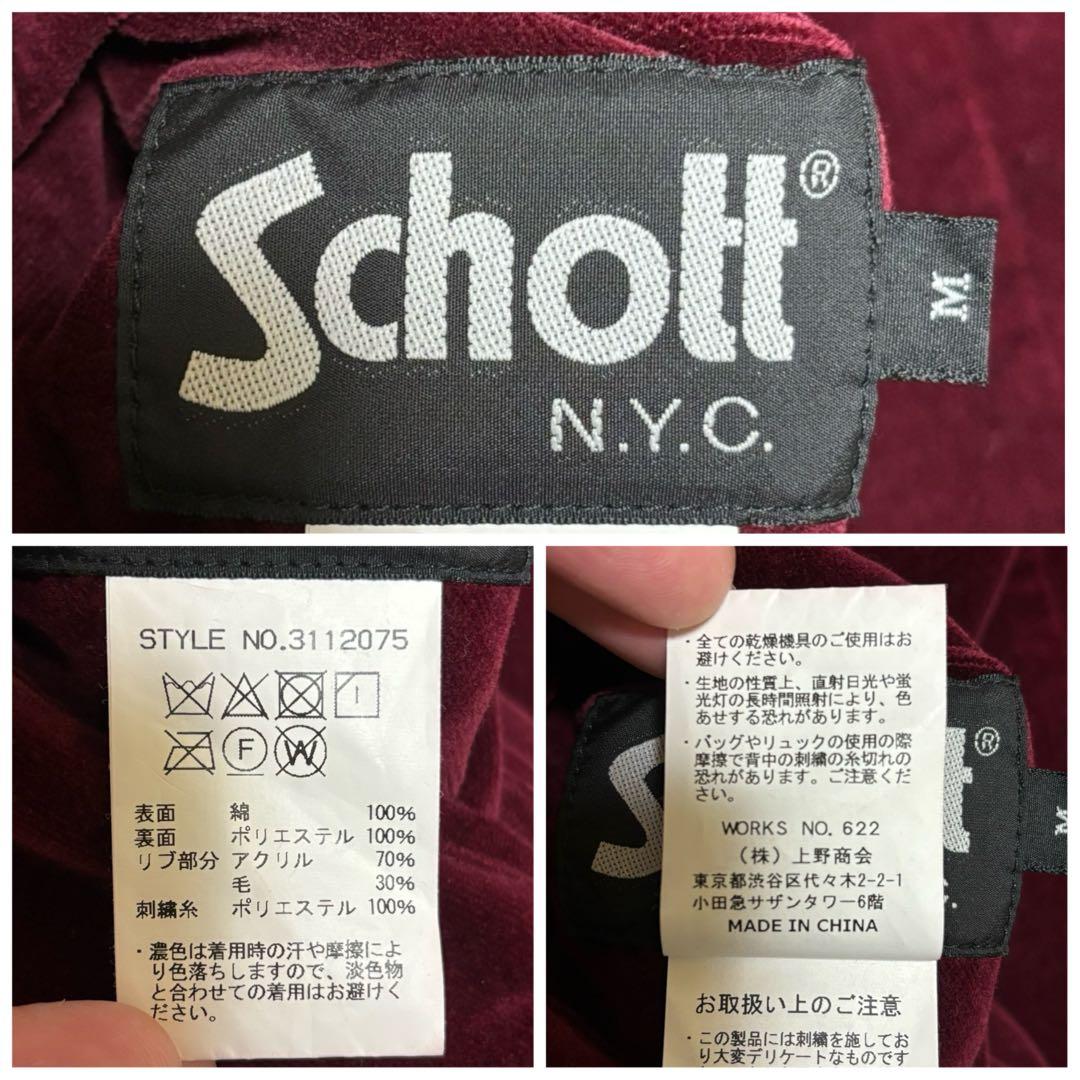 Schott®
N.Y.C.
M
STYLE NO.3112075
F
W
表面 綿 100%
裏面 ポリエステル 100%
リブ部分 アクリル 70%
毛 30%
刺繍糸 ポリエステル 100%
・濃色は着用時の汗や摩擦によ
り色落ちしますので、淡色物
と合わせての着用はお避けく
ださい。
・全ての乾燥機具のご使用はお
避けください。
・生地の性質上、直射日光や蛍
光灯の長時間照射により、色
あせする恐れがあります。
・バッグやリュックの使用の際
摩擦で背中の刺繍の糸切れの
恐れがあります。ご注意くだ
さい。
WORKS NO. 622
(株)上野商会
東京都渋谷区代々木2-2-1
小田急サザンタワー6階
MADE IN CHINA
S
t®
C.
M
お取扱い上のご注意
・この製品には刺繍を施してお
り大変デリケートなものです